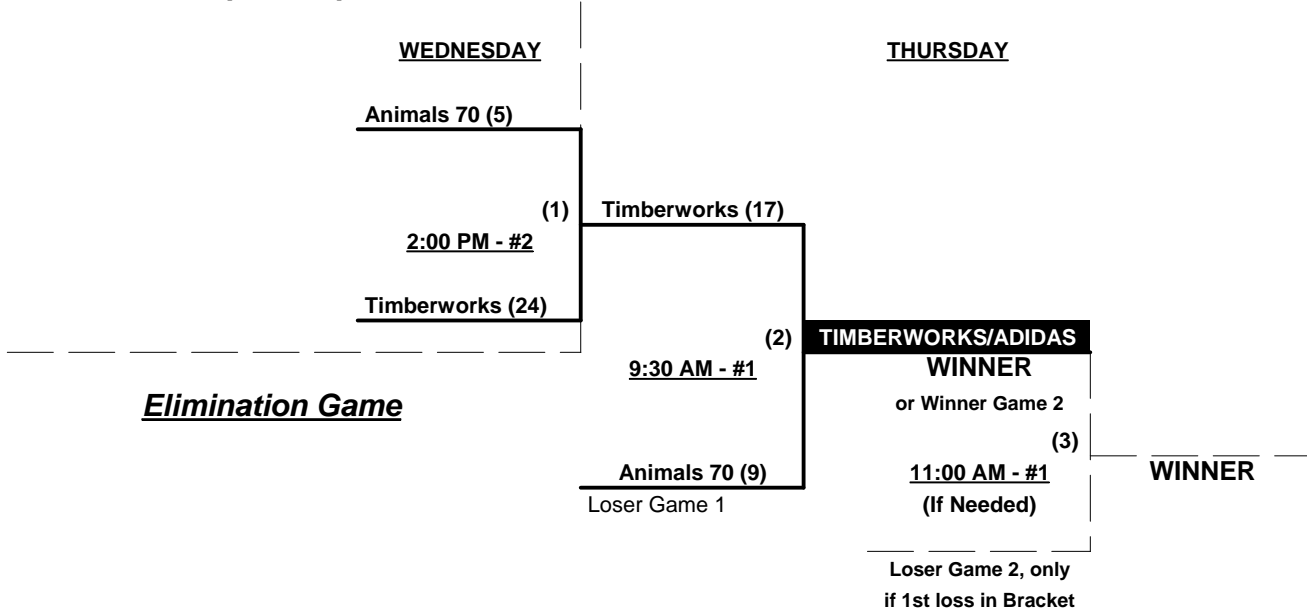 WEDNESDAY
THURSDAY
Animals 70 (5)
(1)
Timberworks (17)
2:00 PM - #2
Timberworks (24)
(2)
TIMBERWORKS/ADIDAS
9:30 AM - #1
WINNER
Elimination Game
or Winner Game 2
(3)
Animals 70 (9)
11:00 AM - #1
WINNER
Loser Game 1
(If Needed)
Loser Game 2, only
if 1st loss in Bracket